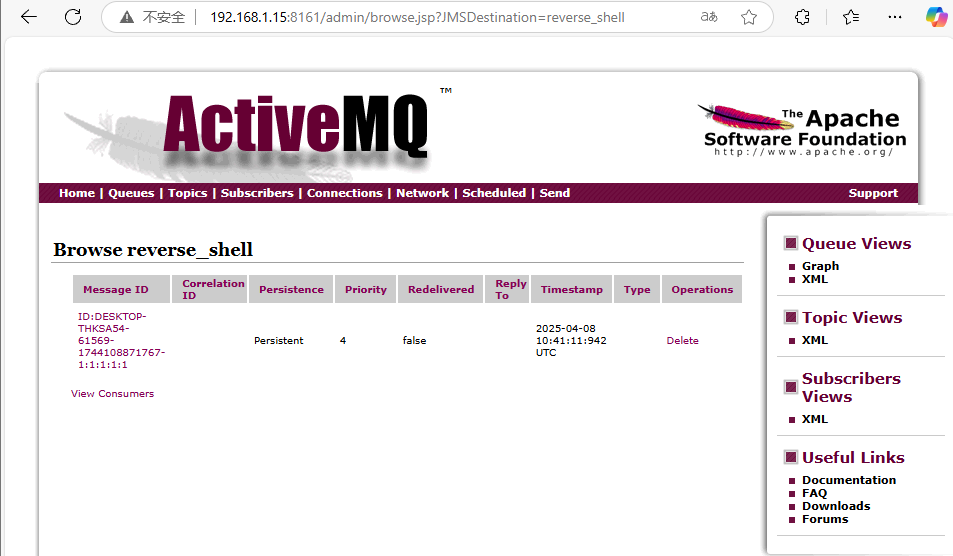 不安全 192.168.1.15:8161/admin/browse.jsp?JMSDestination=reverse_shell
ActiveMQ™
The Apache
Software Foundation
http://www.apache.org/
Home | Queues | Topics | Subscribers | Connections | Network | Scheduled | Send
Support
Browse reverse_shell
Message ID Correlation ID Persistence Priority Redelivered Reply To Timestamp Type Operations
ID:DESKTOP-
THKSA54-
61569-
1744108871767-
1:1:1:1:1
Persistent
4
false
2025-04-08
10:41:11:942
UTC
Delete
View Consumers
Queue Views
Graph
XML
Topic Views
XML
Subscribers
Views
XML
Useful Links
Documentation
FAQ
Downloads
Forums